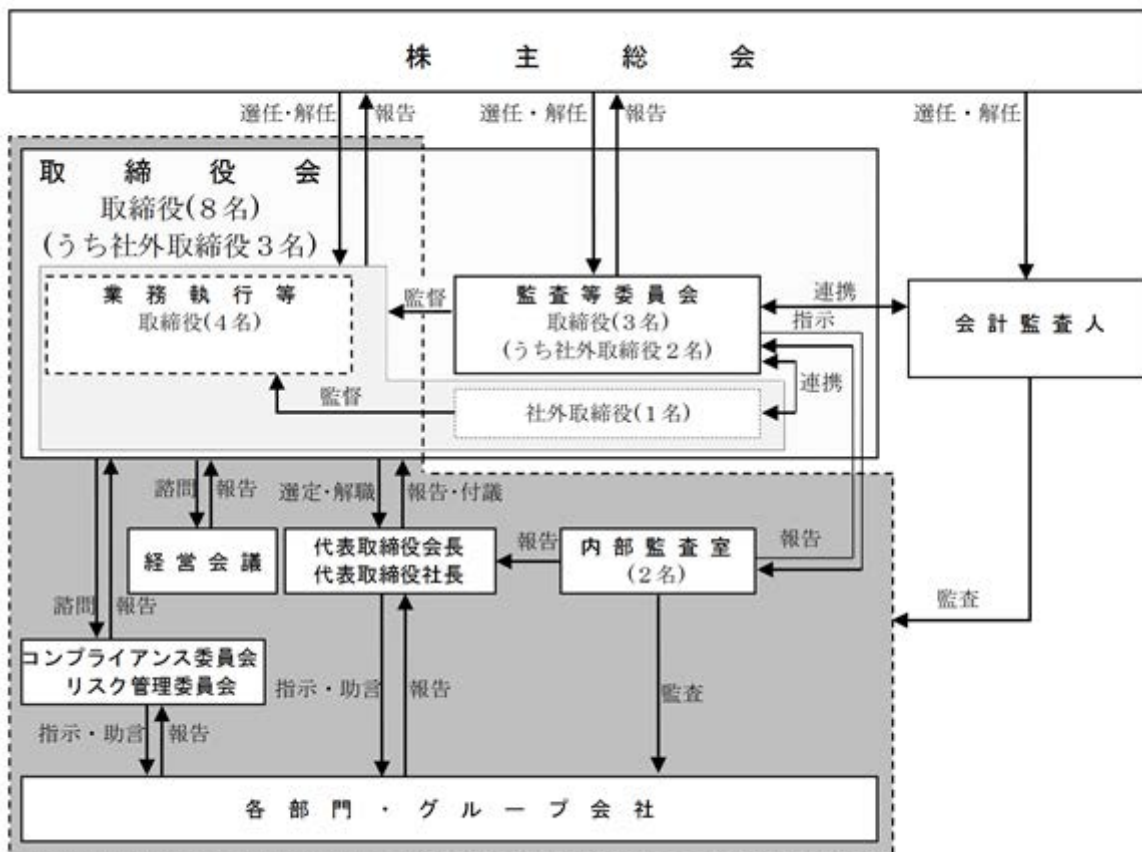 株主総会
選任･解任
報告
選任･解任
報告
選任・解任
取締役会
取締役(８名)
(うち社外取締役３名)
業務執行等
取締役(４名)
監督
監査等委員会
取締役(３名)
(うち社外取締役２名)
連携
指示
会計監査人
連携
監督
社外取締役(１名)
諮問
報告
選定･解職
報告･付議
経営会議
代表取締役会長
代表取締役社長
報告
内部監査室
(２名)
報告
監査
諮問
報告
コンプライアンス委員会
リスク管理委員会
指示・助言
報告
監査
指示・助言
報告
各部門・グループ会社